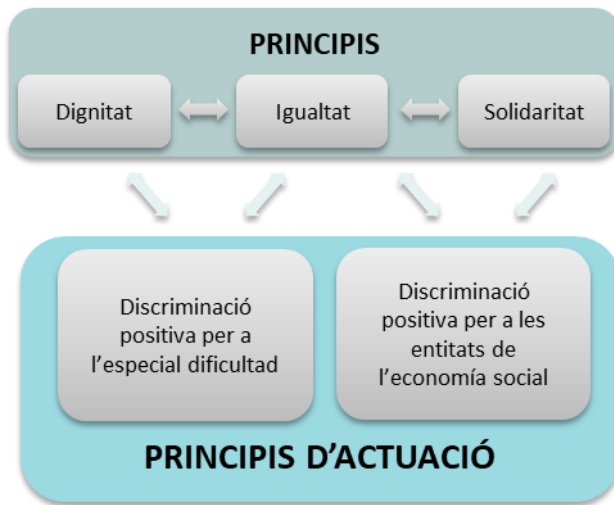 PRINCIPIS
Dignitat
Igualtat
Solidaritat
Discriminació
positiva per a
l’especial dificultad
Discriminació
positiva per a les
entitats de
l’economía social
PRINCIPIS D’ACTUACIÓ